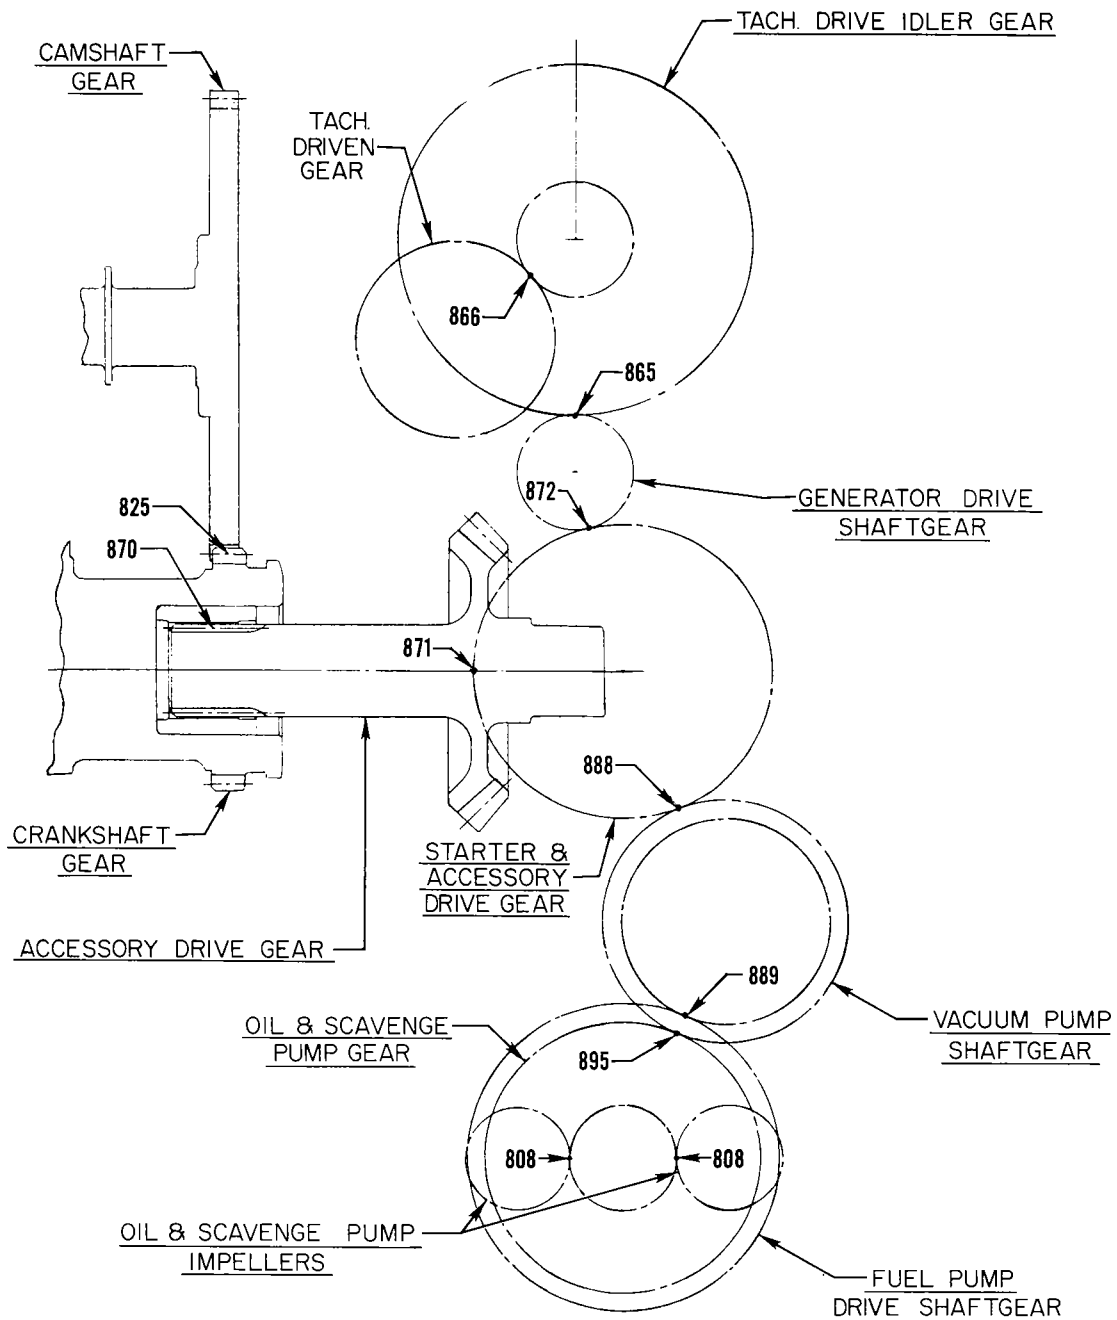 TACH. DRIVE IDLER GEAR
CAMSHAFT
GEAR
TACH.
DRIVEN
GEAR
866
865
872
825
870
GENERATOR DRIVE
SHAFTGEAR
871
888
CRANKSHAFT
GEAR
STARTER &
ACCESSORY
DRIVE GEAR
ACCESSORY DRIVE GEAR
889
OIL & SCAVENGE
PUMP GEAR
VACUUM PUMP
SHAFTGEAR
895
808
808
OIL & SCAVENGE PUMP
IMPELLERS
FUEL PUMP
DRIVE SHAFTGEAR